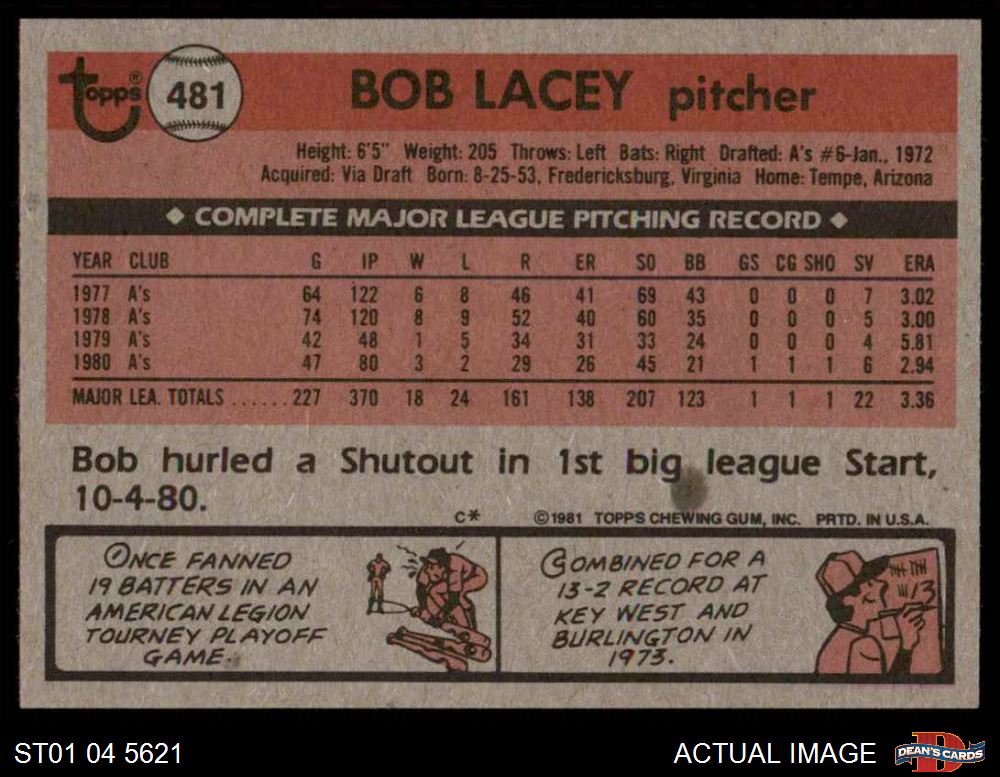 topps® 481 BOB LACEY pitcher
Height: 6'5" Weight: 205 Throws: Left Bats: Right Drafted: A's #6-Jan., 1972
Acquired: Via Draft Born: 8-25-53, Fredericksburg, Virginia Home: Tempe, Arizona
◆ COMPLETE MAJOR LEAGUE PITCHING RECORD ◆
YEAR CLUB G IP W L R ER SO BB GS CG SHO SV ERA
1977 A's 64 122 6 8 46 41 69 43 0 0 0 7 3.02
1978 A's 74 120 8 9 52 40 60 35 0 0 0 5 3.00
1979 A's 42 48 1 5 34 31 33 24 0 0 0 4 5.81
1980 A's 47 80 3 2 29 26 45 21 1 1 1 6 2.94
MAJOR LEA. TOTALS ......227 370 18 24 161 138 207 123 1 1 1 22 3.36
Bob hurled a Shutout in 1st big league Start,
10-4-80.
C* ©1981 TOPPS CHEWING GUM, INC. PRTD. IN U.S.A.
ONCE FANNED
19 BATTERS IN AN
AMERICAN LEGION
TOURNEY PLAYOFF
GAME.
COMBINED FOR A
13-2 RECORD AT
KEY WEST AND
BURLINGTON IN
1973.
13
ST01 04 5621 ACTUAL IMAGE DEAN'S CARDS